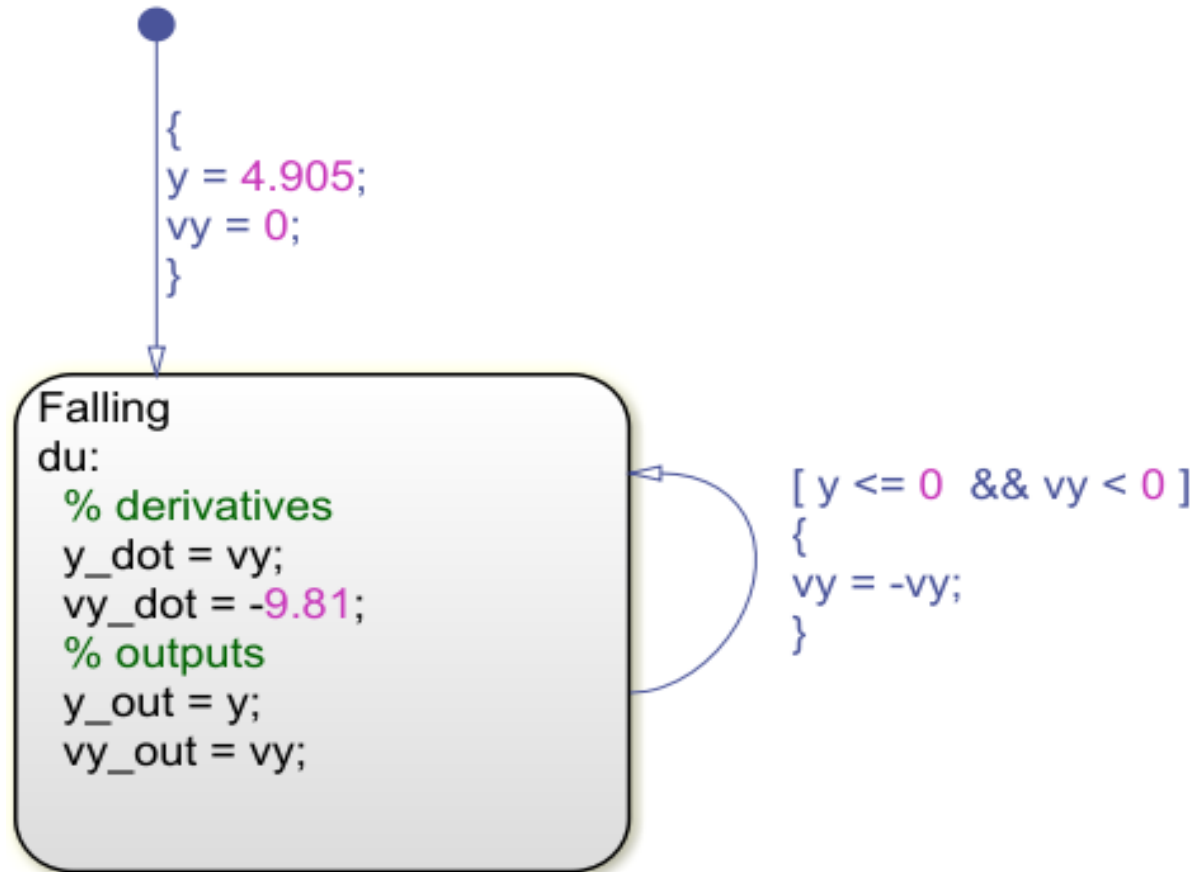 {
y = 4.905;
vy = 0;
}
Falling
du:
% derivatives
y_dot = vy;
vy_dot = -9.81;
% outputs
y_out = y;
vy_out = vy;
[ y <= 0  && vy < 0 ]
{
vy = -vy;
}